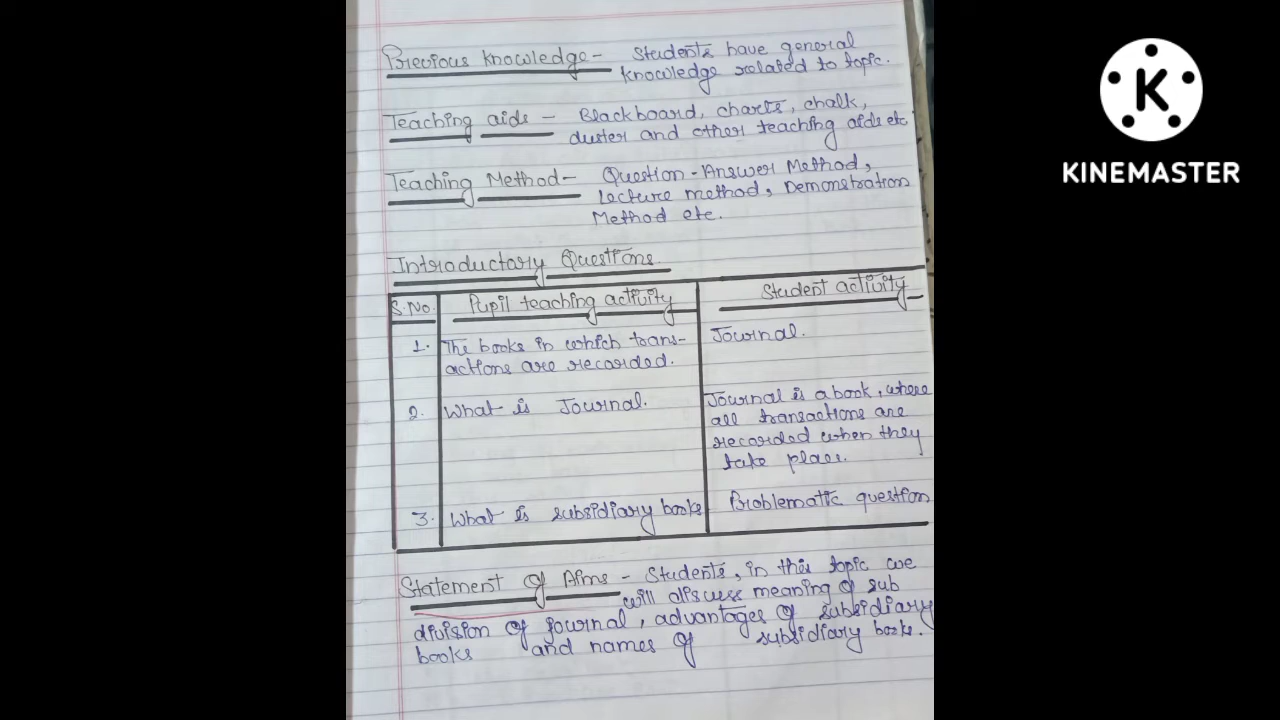 Previous Knowledge - Students have general
knowledge related to topic.
Teaching aids - Blackboard, charts, chalk,
duster and other teaching aids etc.
Teaching Method - Question-Answer Method,
Lecture method, Demonstration
Method etc.
Introductory Questions
S.No. Pupil teaching activity Student activity
1. The books in which trans- Journal.
actions are recorded.
2. What is Journal. Journal is a book, where
all transactions are
recorded when they
take place.
3. What is subsidiary books Problematic question
Statement of Aims - Students, in this topic we
will discuss meaning of sub
division of journal, advantages of subsidiary
books and names of subsidiary books.
K
KINEMASTER